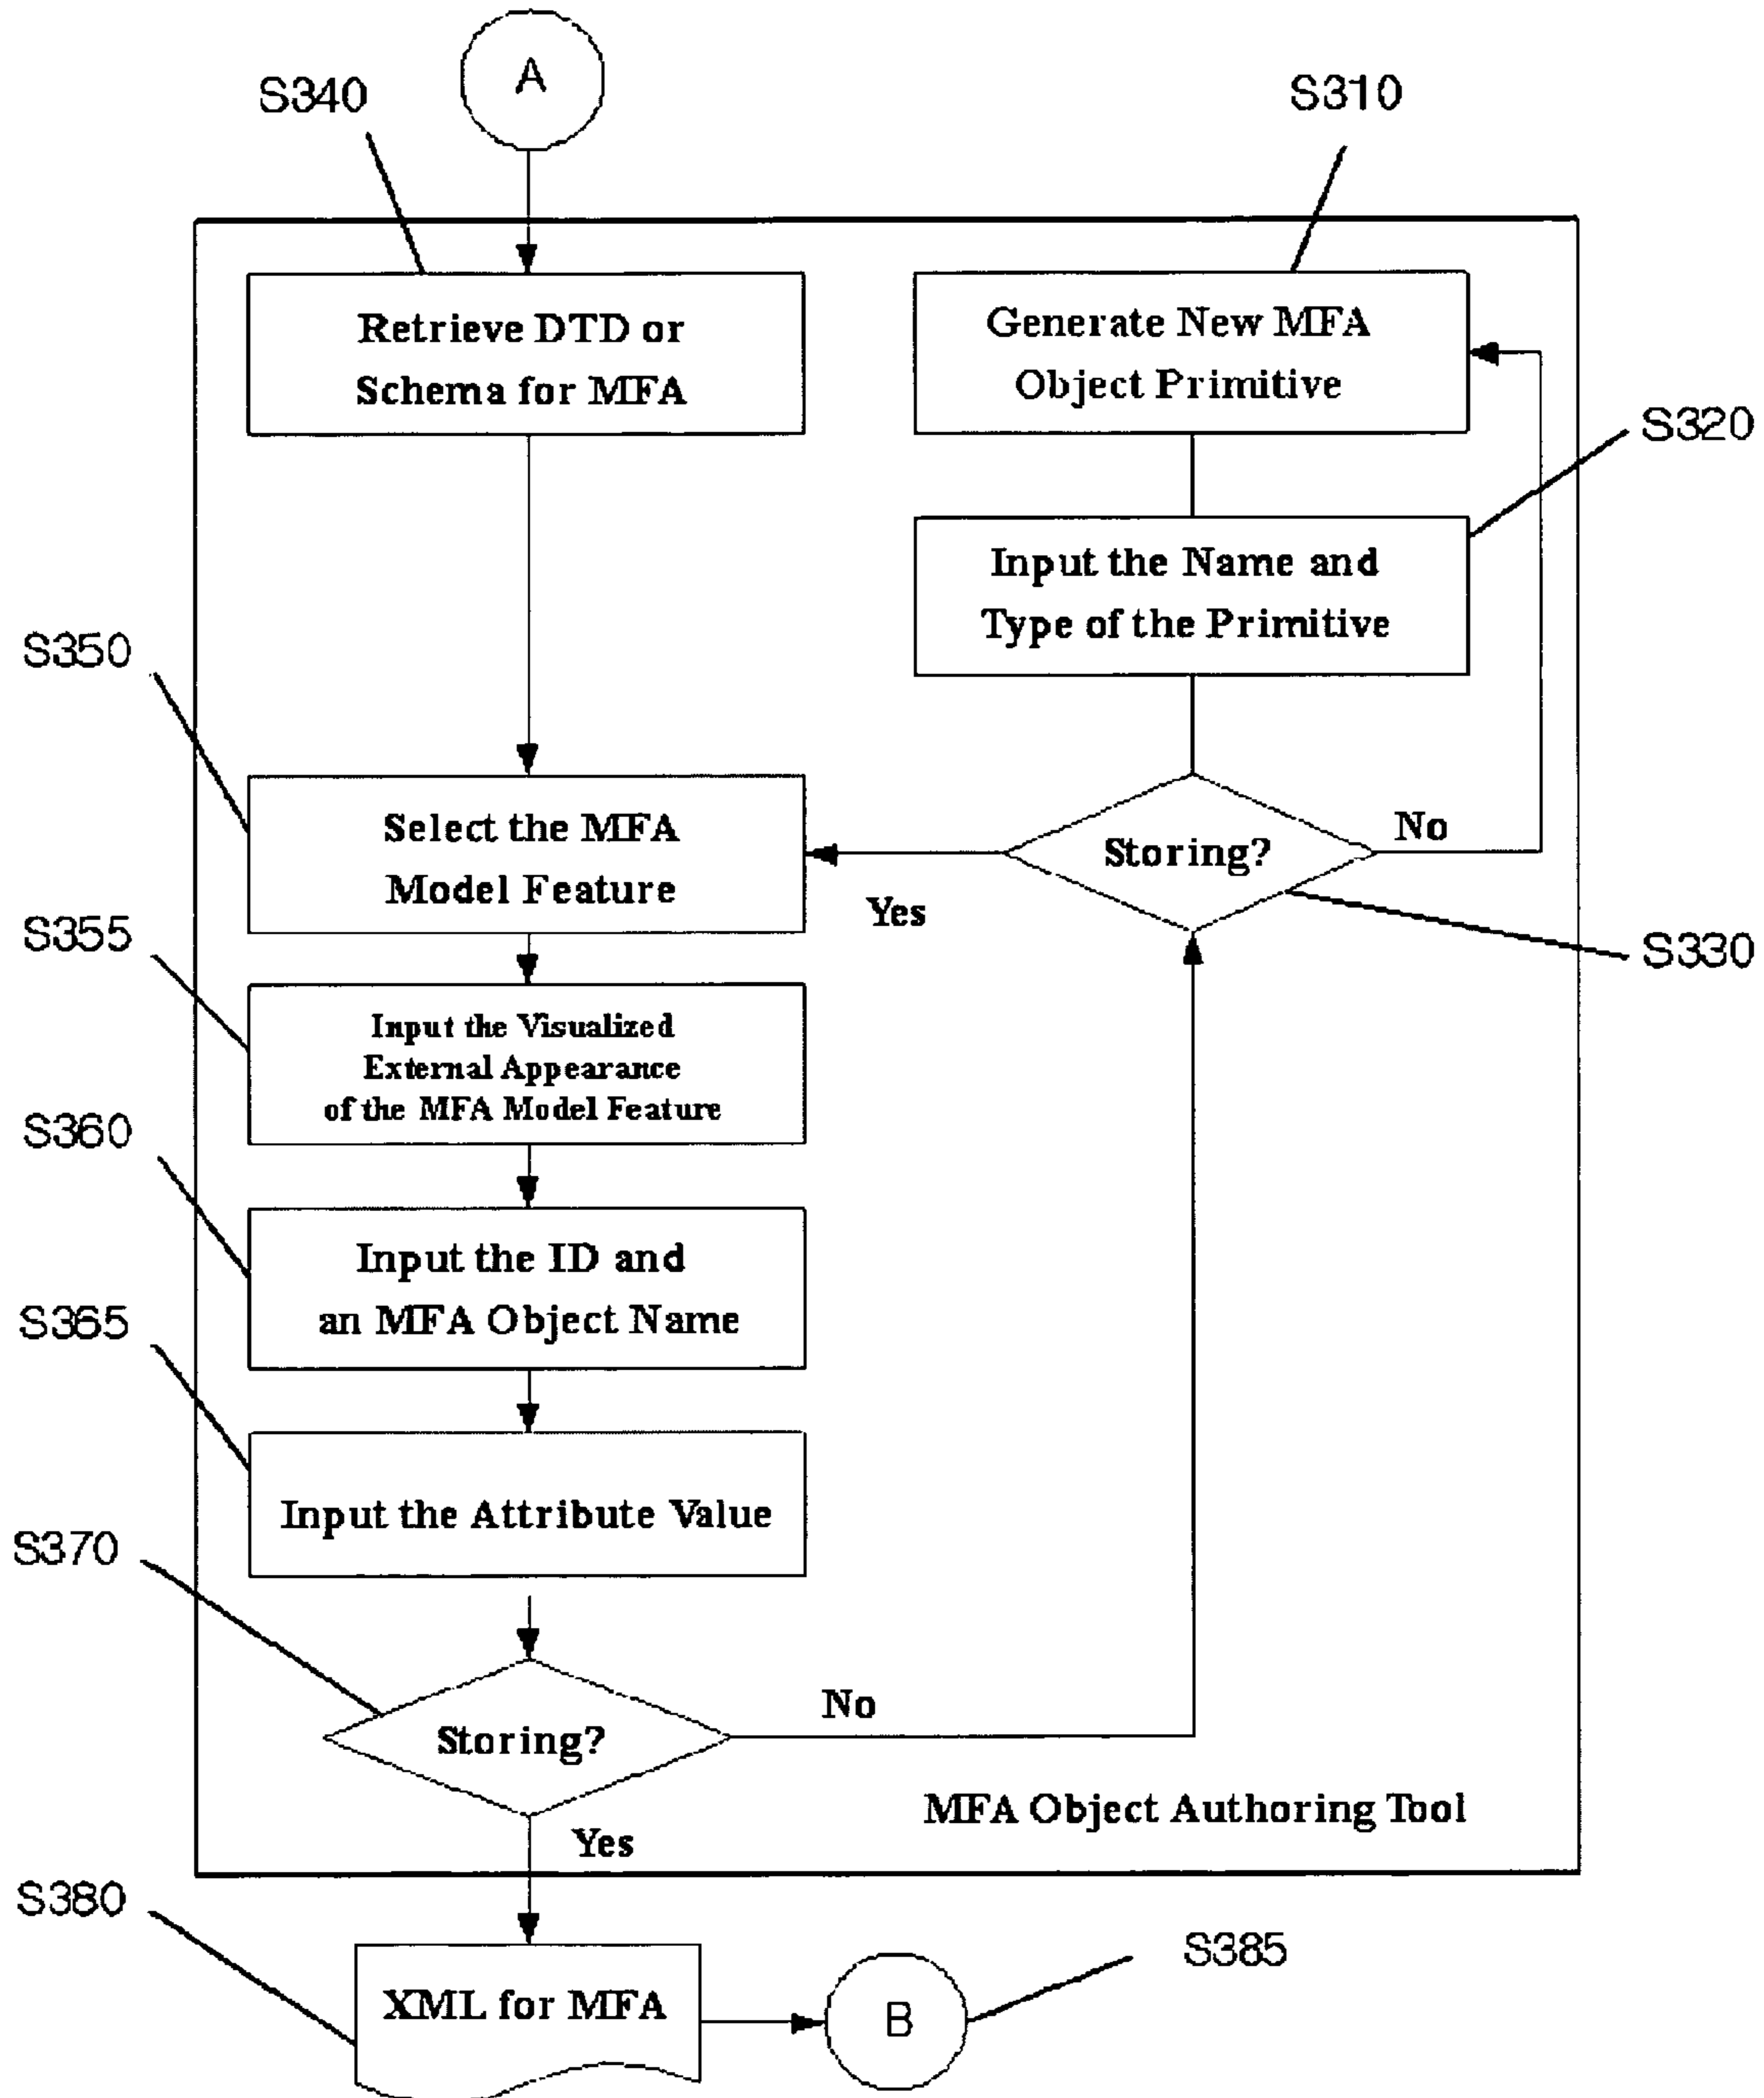 A
S340
S310
Retrieve DTD or
Schema for MFA
Generate New MFA
Object Primitive
S320
Input the Name and
Type of the Primitive
S350
Select the MFA
Model Feature
Storing?
No
Yes
S355
S330
Input the Visualized
External Appearance
of the MFA Model Feature
S360
Input the ID and
an MFA Object Name
S365
Input the Attribute Value
S370
Storing?
No
Yes
MFA Object Authoring Tool
S380
XML for MFA
B
S385